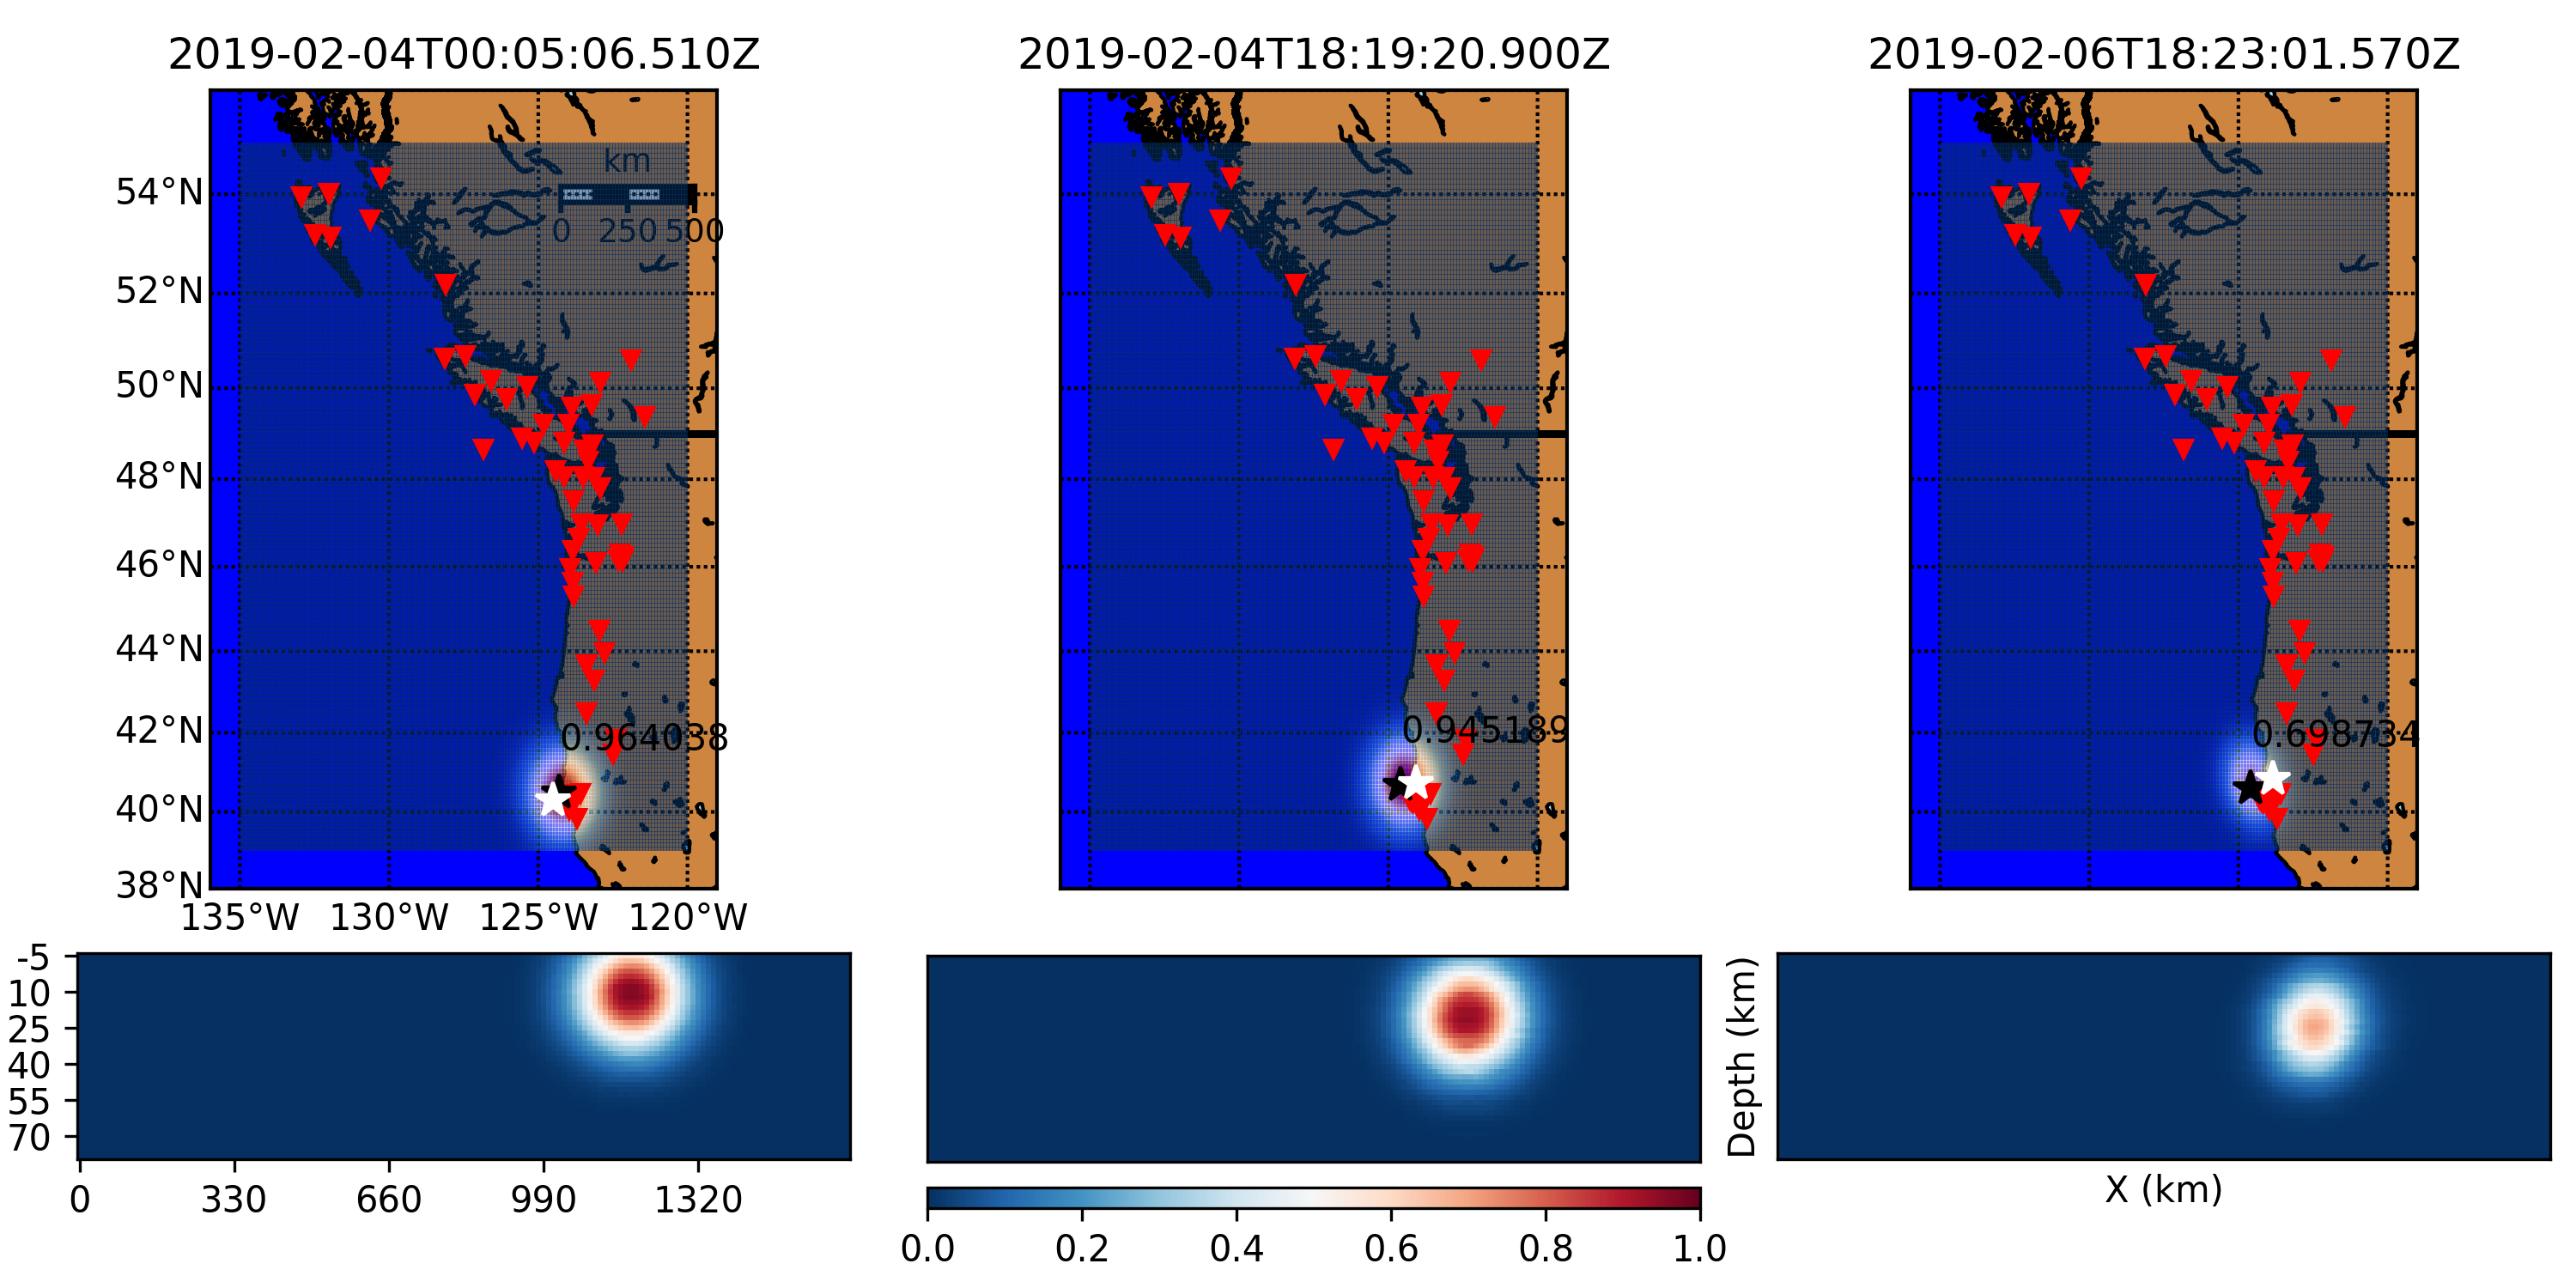 2019-02-04T00:05:06.510Z 2019-02-04T18:19:20.900Z 2019-02-06T18:23:01.570Z
km
0 250 500
54°N
52°N
50°N
48°N
46°N
44°N
42°N
40°N
38°N
0.964038 0.945189 0.698734
135°W 130°W 125°W 120°W
-5
10
25
40
55
70
0 330 660 990 1320
Depth (km)
X (km)
0.0 0.2 0.4 0.6 0.8 1.0